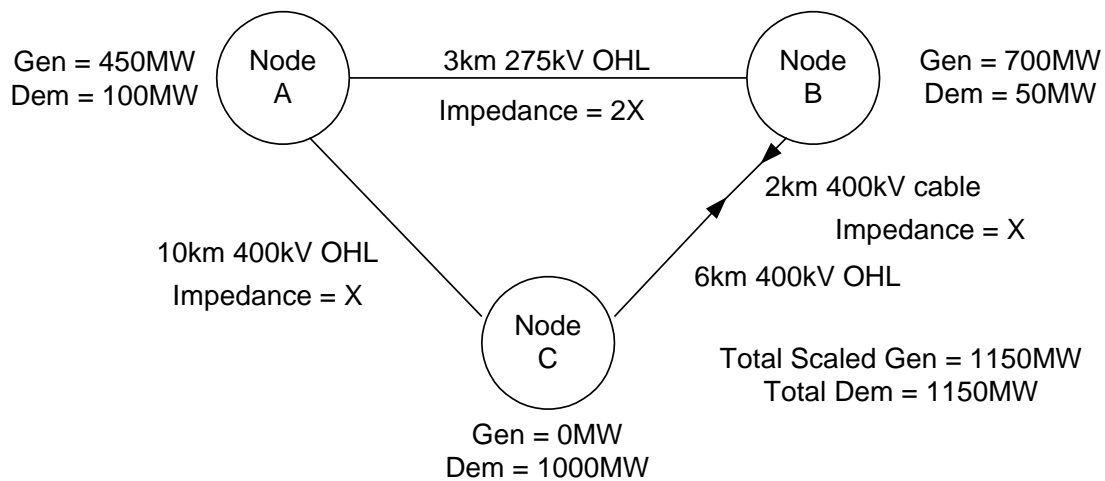 Gen = 450MW
Dem = 100MW
Node
A
3km 275kV OHL
Impedance = 2X
Node
B
Gen = 700MW
Dem = 50MW
2km 400kV cable
Impedance = X
10km 400kV OHL
Impedance = X
6km 400kV OHL
Node
C
Total Scaled Gen = 1150MW
Total Dem = 1150MW
Gen = 0MW
Dem = 1000MW